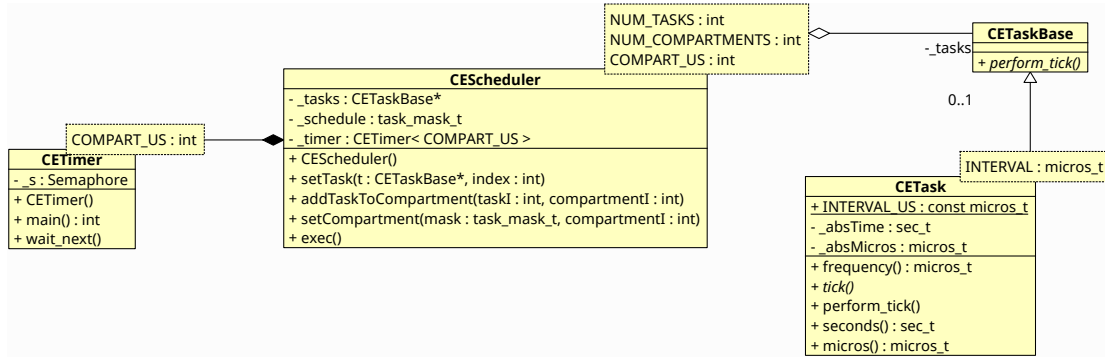 NUM_TASKS : int
NUM_COMPARTMENTS : int
COMPART_US : int
CEScheduler
- _tasks : CETaskBase*
- _schedule : task_mask_t
- _timer : CETimer< COMPART_US >
+ CEScheduler()
+ setTask(t : CETaskBase*, index : int)
+ addTaskToCompartment(taskI : int, compartmentI : int)
+ setCompartment(mask : task_mask_t, compartmentI : int)
+ exec()
COMPART_US : int
CETimer
- _s : Semaphore
+ CETimer()
+ main() : int
+ wait_next()
-_tasks
0..1
CETaskBase
+ perform_tick()
INTERVAL : micros_t
CETask
+ INTERVAL_US : const micros_t
- _absTime : sec_t
- _absMicros : micros_t
+ frequency() : micros_t
+ tick()
+ perform_tick()
+ seconds() : sec_t
+ micros() : micros_t